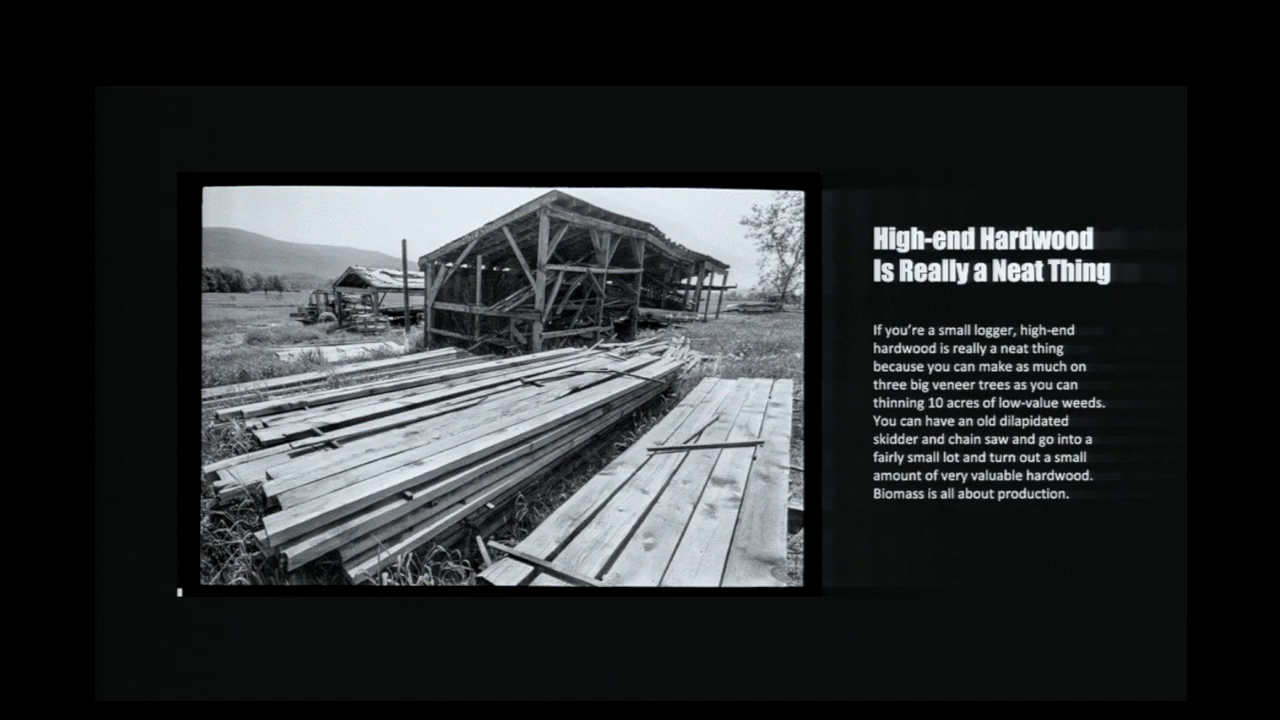 High-end Hardwood
Is Really a Neat Thing
If you're a small logger, high-end
hardwood is really a neat thing
because you can make as much on
three big veneer trees as you can
thinning 10 acres of low-value weeds.
You can have an old dilapidated
skidder and chain saw and go into a
fairly small lot and turn out a small
amount of very valuable hardwood.
Biomass is all about production.